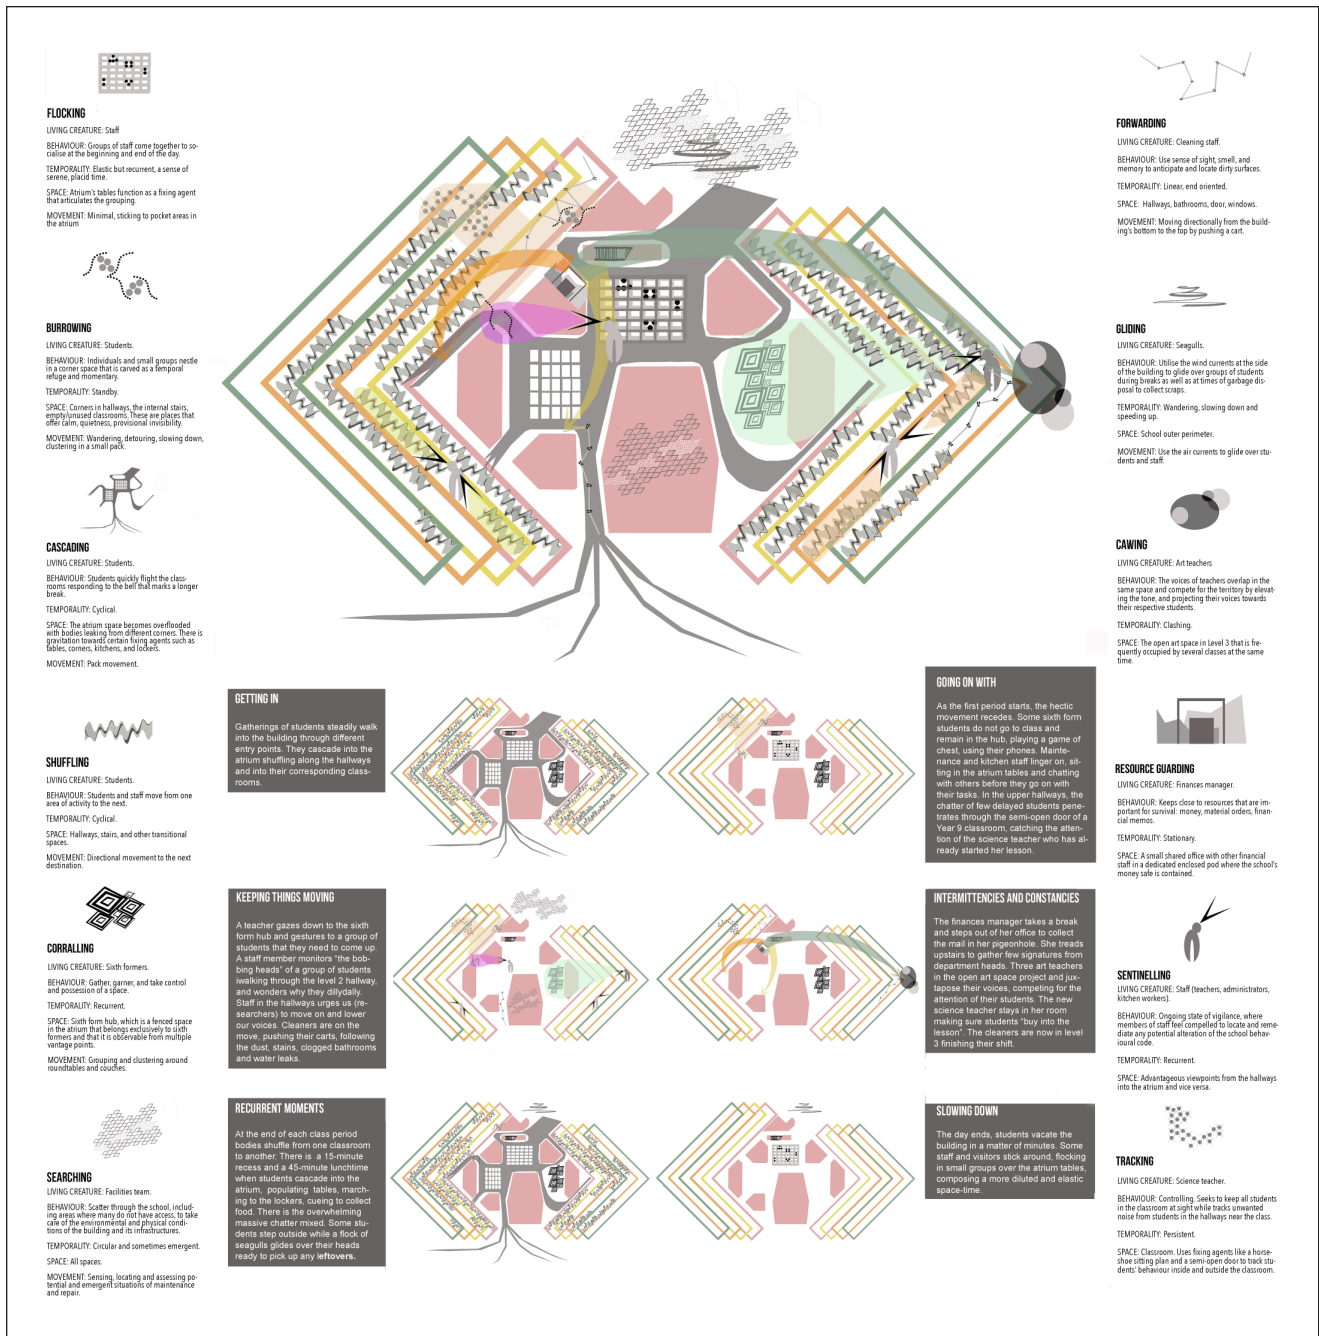 FLOCKING
LIVING CREATURE: Staff
BEHAVIOUR: Groups of staff come together to so-
cialise at the beginning and end of the day.
TEMPORALITY: Elastic but recurrent, a sense of
serene, placid time.
SPACE: Atrium's tables function as a fixing agent
that articulates the grouping.
MOVEMENT: Minimal, sticking to pocket areas in
the atrium
BURROWING
LIVING CREATURE: Students.
BEHAVIOUR: Individuals and small groups nestle
in a corner space that is carved as a temporal
refuge and momentary.
TEMPORALITY: Standby.
SPACE: Corners in hallways, the internal stairs,
empty/unused classrooms. These are places that
offer calm, quietness, provisional invisibility.
MOVEMENT: Wandering, detouring, slowing down,
clustering in a small pack.
CASCADING
LIVING CREATURE: Students.
BEHAVIOUR: Students quickly flight the class-
rooms responding to the bell that marks a longer
break.
TEMPORALITY: Cyclical.
SPACE: The atrium space becomes overflooded
with bodies leaking from different corners. There is
gravitation towards certain fixing agents such as
tables, corners, kitchens, and lockers.
MOVEMENT: Pack movement.
SHUFFLING
LIVING CREATURE: Students.
BEHAVIOUR: Students and staff move from one
area of activity to the next.
TEMPORALITY: Cyclical.
SPACE: Hallways, stairs, and other transitional
spaces.
MOVEMENT: Directional movement to the next
destination.
CORRALLING
LIVING CREATURE: Sixth formers.
BEHAVIOUR: Gather, garner, and take control
and possession of a space.
TEMPORALITY: Recurrent.
SPACE: Sixth form hub, which is a fenced space
in the atrium that belongs exclusively to sixth
formers and that it is observable from multiple
vantage points.
MOVEMENT: Grouping and clustering around
roundtables and couches.
SEARCHING
LIVING CREATURE: Facilities team.
BEHAVIOUR: Scatter through the school, includ-
ing areas where many do not have access, to take
care of the environmental and physical condi-
tions of the building and its infrastructures.
TEMPORALITY: Circular and sometimes emergent.
SPACE: All spaces.
MOVEMENT: Sensing, locating and assessing po-
tential and emergent situations of maintenance
and repair.
GETTING IN
Gatherings of students steadily walk
into the building through different
entry points. They cascade into the
atrium shuffling along the hallways
and into their corresponding class-
rooms.
KEEPING THINGS MOVING
A teacher gazes down to the sixth
form hub and gestures to a group of
students that they need to come up.
A staff member monitors "the bob-
bing heads" of a group of students
iwalking through the level 2 hallway,
and wonders why they dillydally.
Staff in the hallways urges us (re-
searchers) to move on and lower
our voices. Cleaners are on the
move, pushing their carts, following
the dust, stains, clogged bathrooms
and water leaks.
RECURRENT MOMENTS
At the end of each class period
bodies shuffle from one classroom
to another. There is a 15-minute
recess and a 45-minute lunchtime
when students cascade into the
atrium, populating tables, march-
ing to the lockers, cueing to collect
food. There is the overwhelming
massive chatter mixed. Some stu-
dents step outside while a flock of
seagulls glides over their heads
ready to pick up any leftovers.
GOING ON WITH
As the first period starts, the hectic
movement recedes. Some sixth form
students do not go to class and
remain in the hub, playing a game of
chest, using their phones. Mainte-
nance and kitchen staff linger on, sit-
ting in the atrium tables and chatting
with others before they go on with
their tasks. In the upper hallways, the
chatter of few delayed students pene-
trates through the semi-open door of a
Year 9 classroom, catching the atten-
tion of the science teacher who has al-
ready started her lesson.
INTERMITTENCIES AND CONSTANCIES
The finances manager takes a break
and steps out of her office to collect
the mail in her pigeonhole. She treads
upstairs to gather few signatures from
department heads. Three art teachers
in the open art space project and jux-
tapose their voices, competing for the
attention of their students. The new
science teacher stays in her room
making sure students "buy into the
lesson". The cleaners are now in level
3 finishing their shift.
SLOWING DOWN
The day ends, students vacate the
building in a matter of minutes. Some
staff and visitors stick around, flocking
in small groups over the atrium tables,
composing a more diluted and elastic
space-time.
FORWARDING
LIVING CREATURE: Cleaning staff.
BEHAVIOUR: Use sense of sight, smell, and
memory to anticipate and locate dirty surfaces.
TEMPORALITY: Linear, end oriented.
SPACE: Hallways, bathrooms, door, windows.
MOVEMENT: Moving directionally from the build-
ing's bottom to the top by pushing a cart.
GLIDING
LIVING CREATURE: Seagulls.
BEHAVIOUR: Utilise the wind currents at the side
of the building to glide over groups of students
during breaks as well as at times of garbage dis-
posal to collect scraps.
TEMPORALITY: Wandering, slowing down and
speeding up.
SPACE: School outer perimeter.
MOVEMENT: Use the air currents to glide over stu-
dents and staff.
CAWING
LIVING CREATURE: Art teachers
BEHAVIOUR: The voices of teachers overlap in the
same space and compete for the territory by elevat-
ing the tone, and projecting their voices towards
their respective students.
TEMPORALITY: Clashing.
SPACE: The open art space in Level 3 that is fre-
quently occupied by several classes at the same
time.
RESOURCE GUARDING
LIVING CREATURE: Finances manager.
BEHAVIOUR: Keeps close to resources that are im-
portant for survival: money, material orders, finan-
cial memos.
TEMPORALITY: Stationary.
SPACE: A small shared office with other financial
staff in a dedicated enclosed pod where the school's
money safe is contained.
SENTINELLING
LIVING CREATURE: Staff (teachers, administrators,
kitchen workers).
BEHAVIOUR: Ongoing state of vigilance, where
members of staff feel compelled to locate and reme-
diate any potential alteration of the school behav-
ioural code.
TEMPORALITY: Recurrent.
SPACE: Advantageous viewpoints from the hallways
into the atrium and vice versa.
TRACKING
LIVING CREATURE: Science teacher.
BEHAVIOUR: Controlling. Seeks to keep all students
in the classroom at sight while tracks unwanted
noise from students in the hallways near the class.
TEMPORALITY: Persistent.
SPACE: Classroom. Uses fixing agents like a horse-
shoe sitting plan and a semi-open door to track stu-
dents' behaviour inside and outside the classroom.